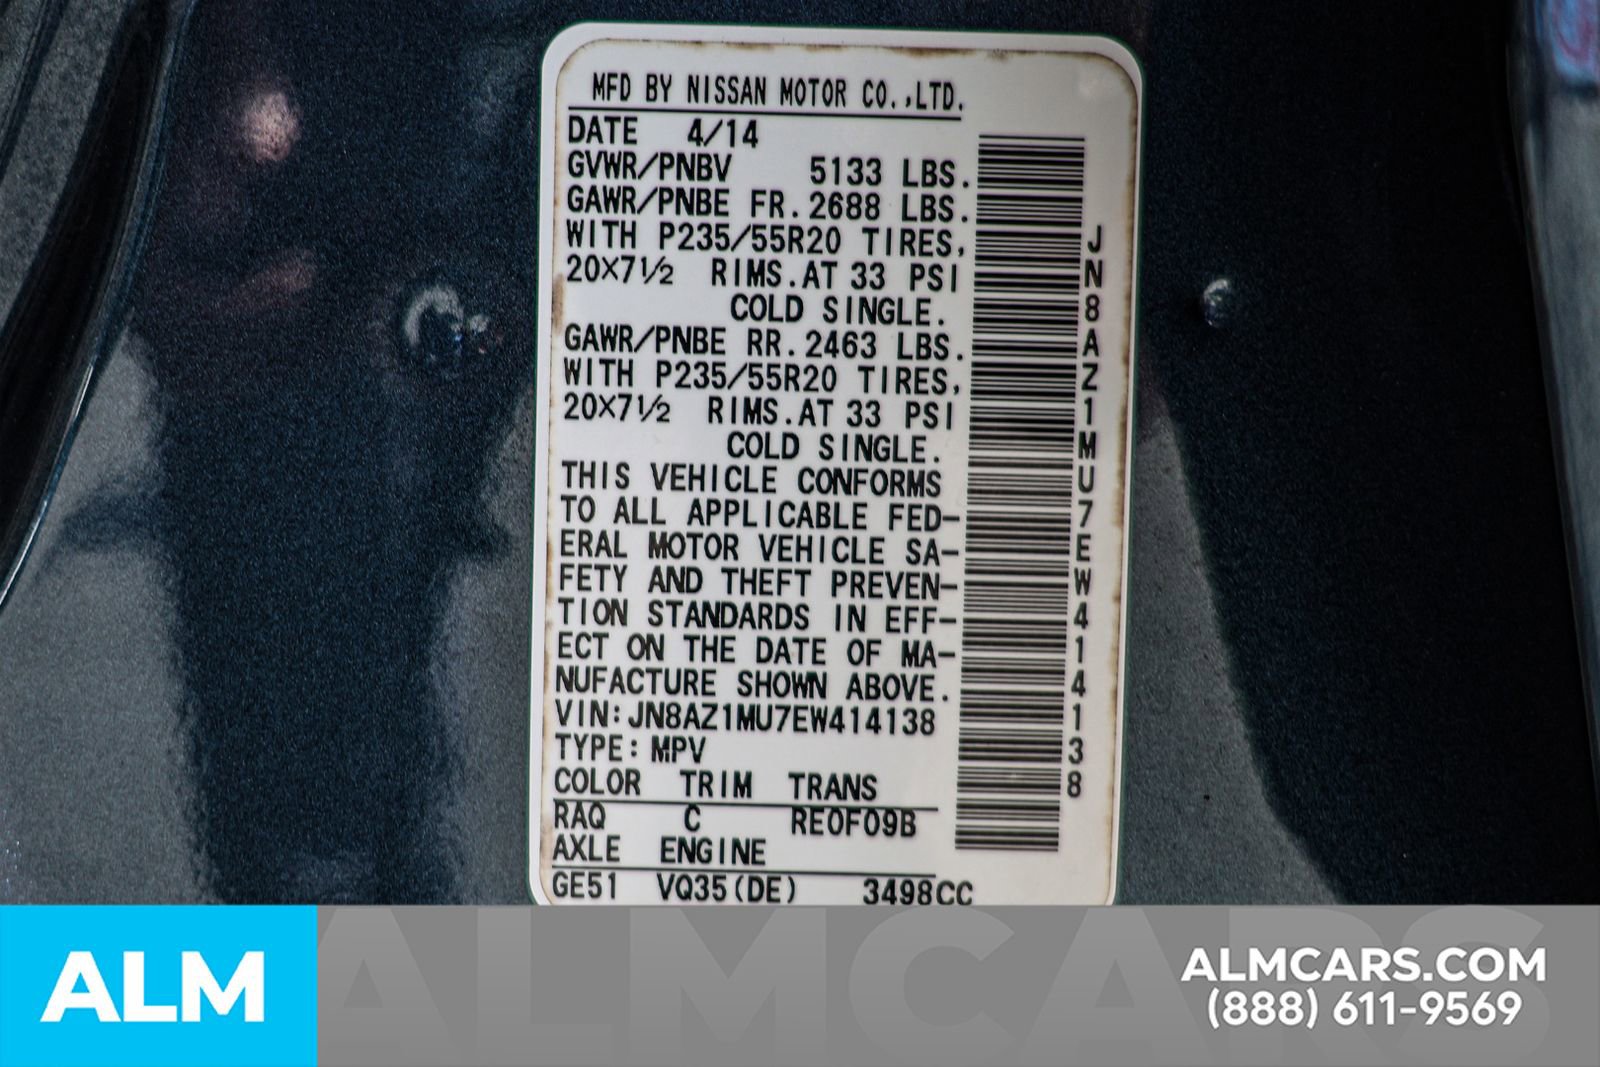 MFD BY NISSAN MOTOR CO.,LTD.
DATE 4/14
GVWR/PNBV 5133 LBS.
GAWR/PNBE FR.2688 LBS.
WITH P235/55R20 TIRES,
20×7½ RIMS.AT 33 PSI
COLD SINGLE.
GAWR/PNBE RR.2463 LBS.
WITH P235/55R20 TIRES,
20×7½ RIMS.AT 33 PSI
COLD SINGLE.
THIS VEHICLE CONFORMS
TO ALL APPLICABLE FED-
ERAL MOTOR VEHICLE SA-
FETY AND THEFT PREVEN-
TION STANDARDS IN EFF-
ECT ON THE DATE OF MA-
NUFACTURE SHOWN ABOVE.
VIN:JN8AZ1MU7EW414138
TYPE:MPV
COLOR TRIM TRANS
RAQ C RE0F09B
AXLE ENGINE
GE51 VQ35(DE) 3498CC
JN8AZ1MU7EW414138
ALM
ALMCARS
ALMCARS.COM
(888) 611-9569